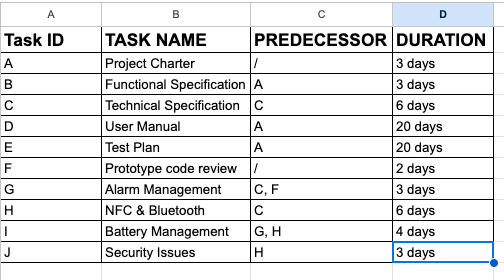 A B C D
Task ID TASK NAME PREDECESSOR DURATION
A Project Charter / 3 days
B Functional Specification A 3 days
C Technical Specification C 6 days
D User Manual A 20 days
E Test Plan A 20 days
F Prototype code review / 2 days
G Alarm Management C, F 3 days
H NFC & Bluetooth C 6 days
I Battery Management G, H 4 days
J Security Issues H 3 days